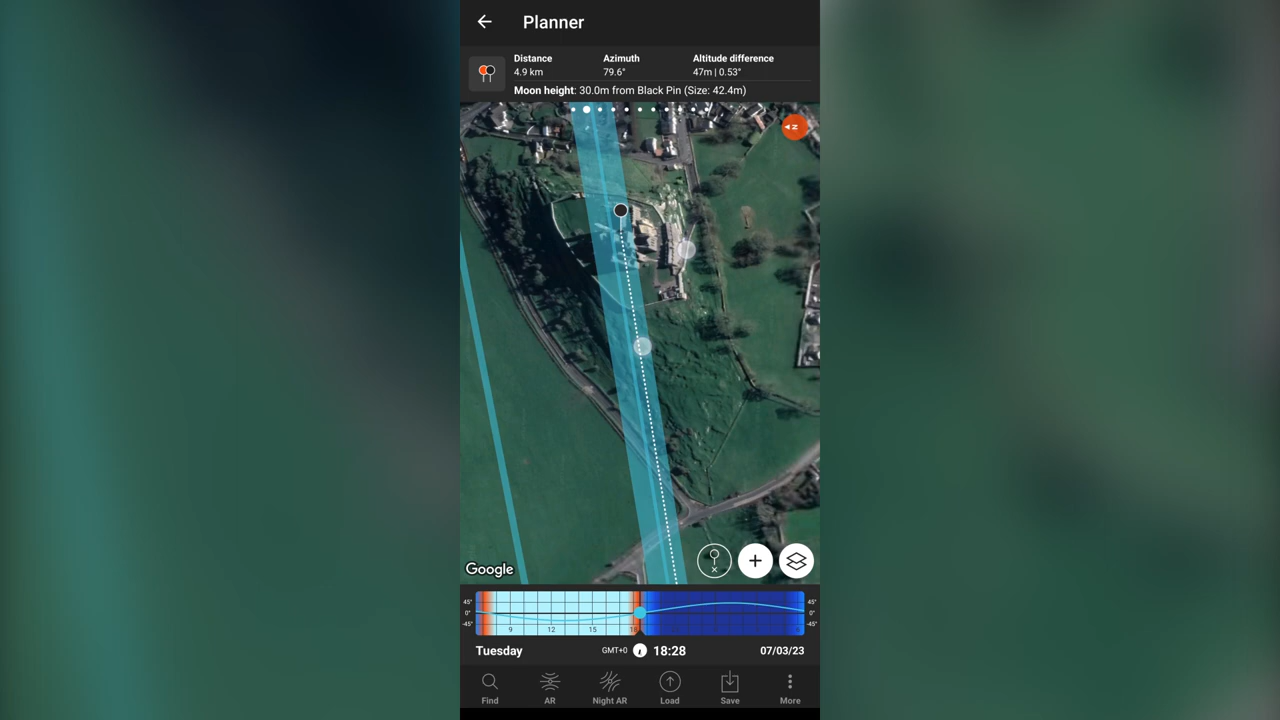 Planner
Distance Azimuth Altitude difference
4.9 km 79.6° 47m | 0.53°
Moon height: 30.0m from Black Pin (Size: 42.4m)
N
Google
45° 45°
0° 0°
-45° -45°
9 12 15 18
Tuesday GMT+0 18:28 07/03/23
Find AR Night AR Load Save More